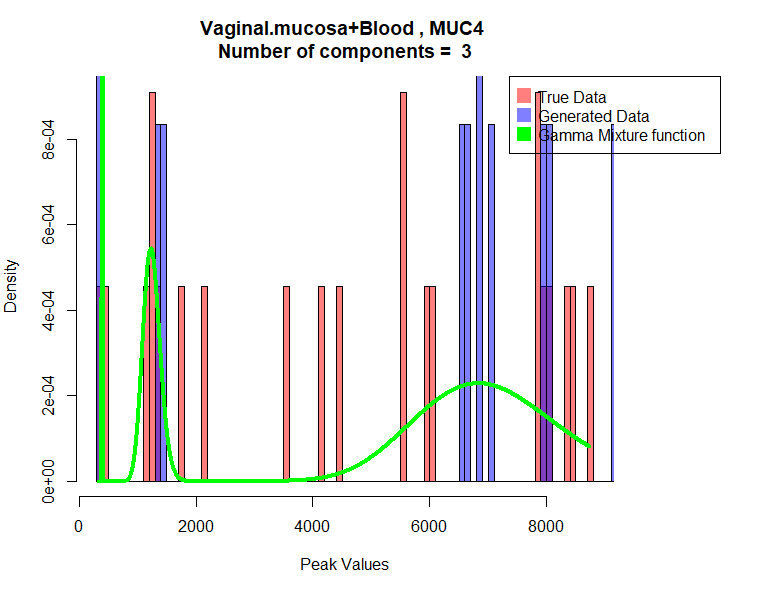 Vaginal.mucosa+Blood , MUC4
Number of components =  3
True Data
Generated Data
Gamma Mixture function
Density
0e+00
2e-04
4e-04
6e-04
8e-04
0
2000
4000
6000
8000
Peak Values